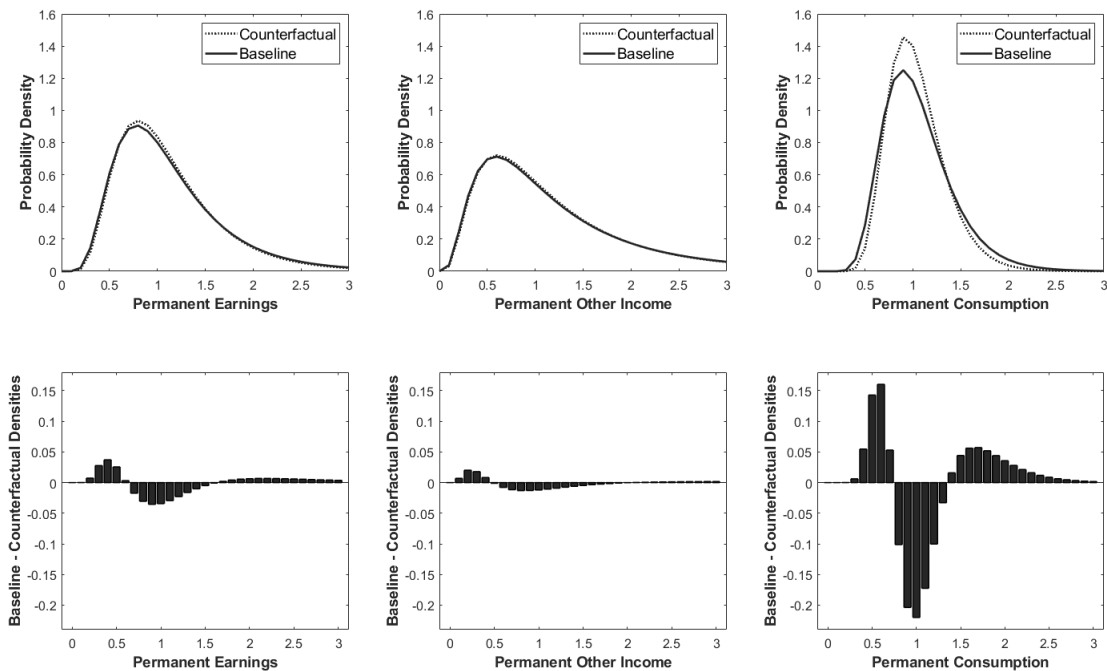 1.6
1.4
1.2
1
0.8
0.6
0.4
0.2
0
Probability Density
Counterfactual
Baseline
0 0.5 1 1.5 2 2.5 3
Permanent Earnings
1.6
1.4
1.2
1
0.8
0.6
0.4
0.2
0
Probability Density
Counterfactual
Baseline
0 0.5 1 1.5 2 2.5 3
Permanent Other Income
1.6
1.4
1.2
1
0.8
0.6
0.4
0.2
0
Probability Density
Counterfactual
Baseline
0 0.5 1 1.5 2 2.5 3
Permanent Consumption
0.15
0.1
0.05
0
-0.05
-0.1
-0.15
-0.2
Baseline - Counterfactual Densities
0 0.5 1 1.5 2 2.5 3
Permanent Earnings
0.15
0.1
0.05
0
-0.05
-0.1
-0.15
-0.2
Baseline - Counterfactual Densities
0 0.5 1 1.5 2 2.5 3
Permanent Other Income
0.15
0.1
0.05
0
-0.05
-0.1
-0.15
-0.2
Baseline - Counterfactual Densities
0 0.5 1 1.5 2 2.5 3
Permanent Consumption